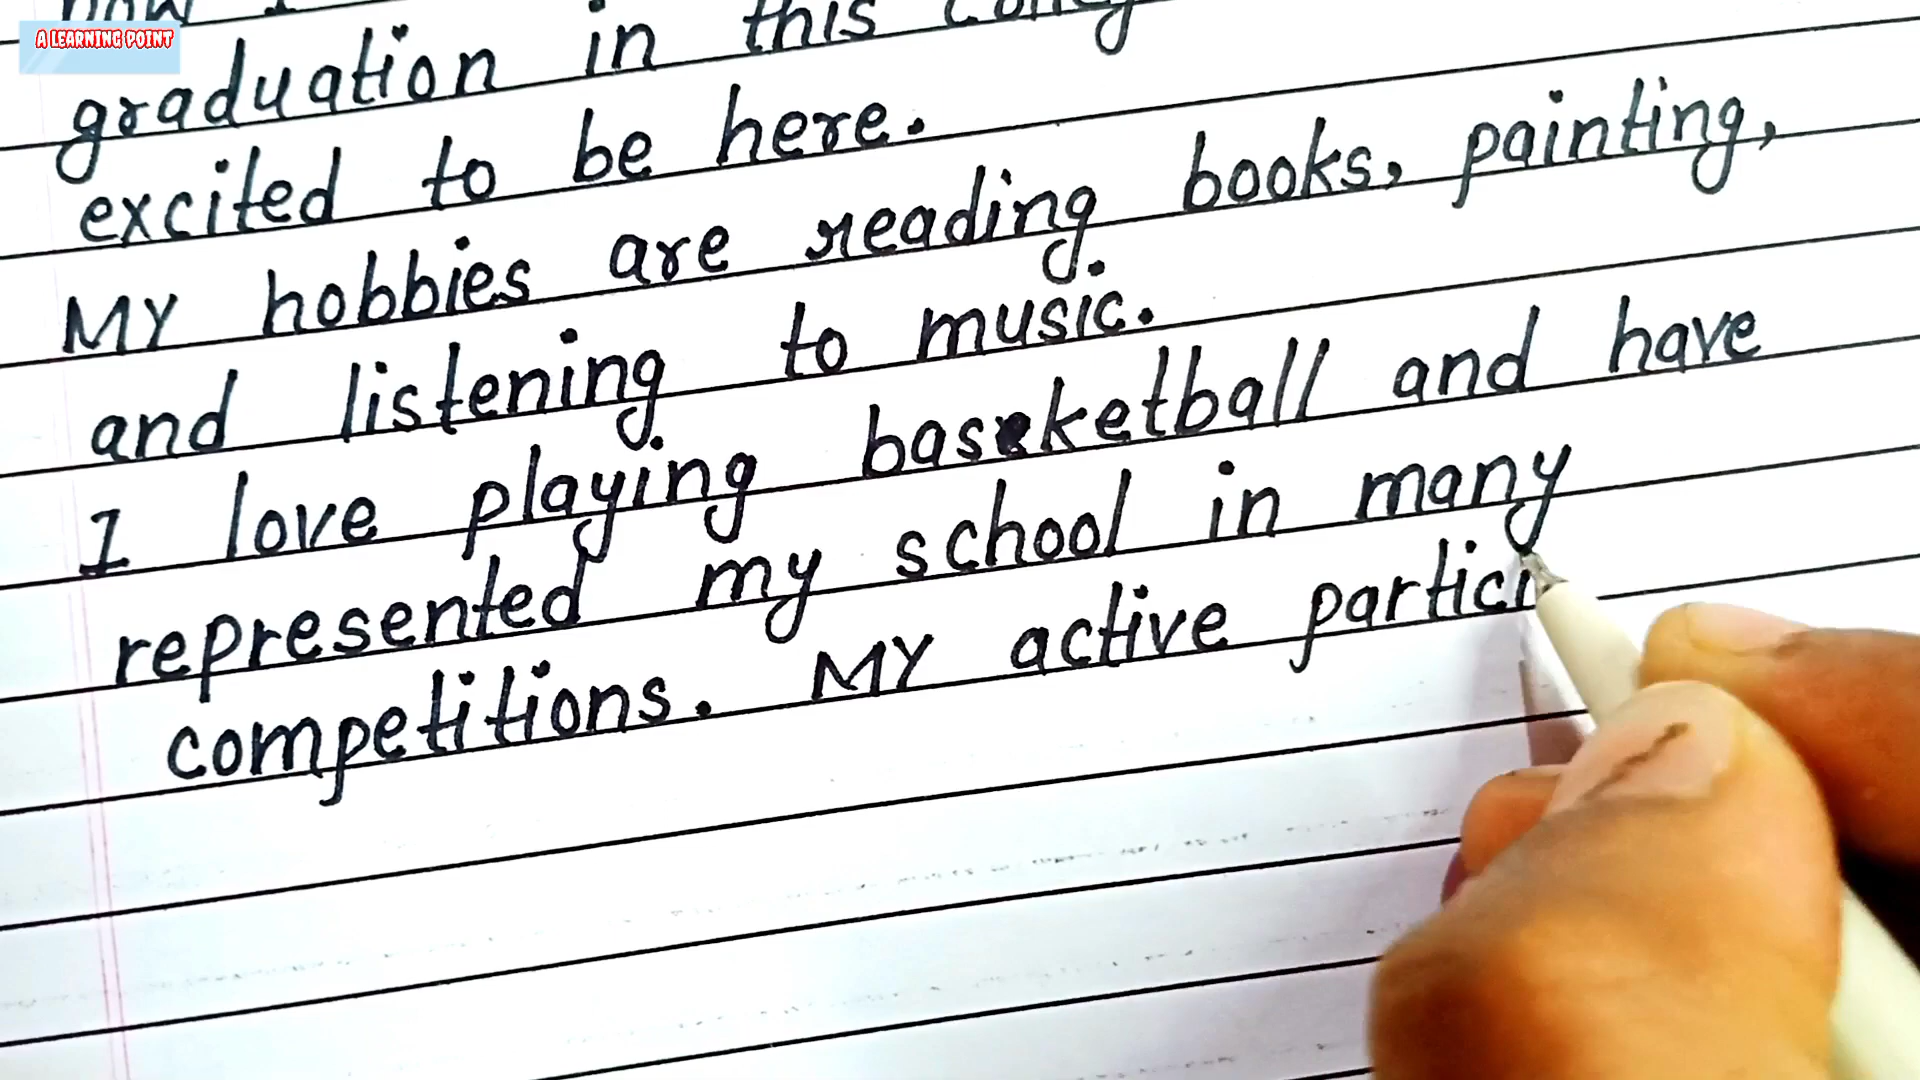 A LEARNING POINT
graduation in this
excited to be here.
My hobbies are reading books, painting,
and listening to music.
I love playing basketball and have
represented my school in many
competitions. My active partici